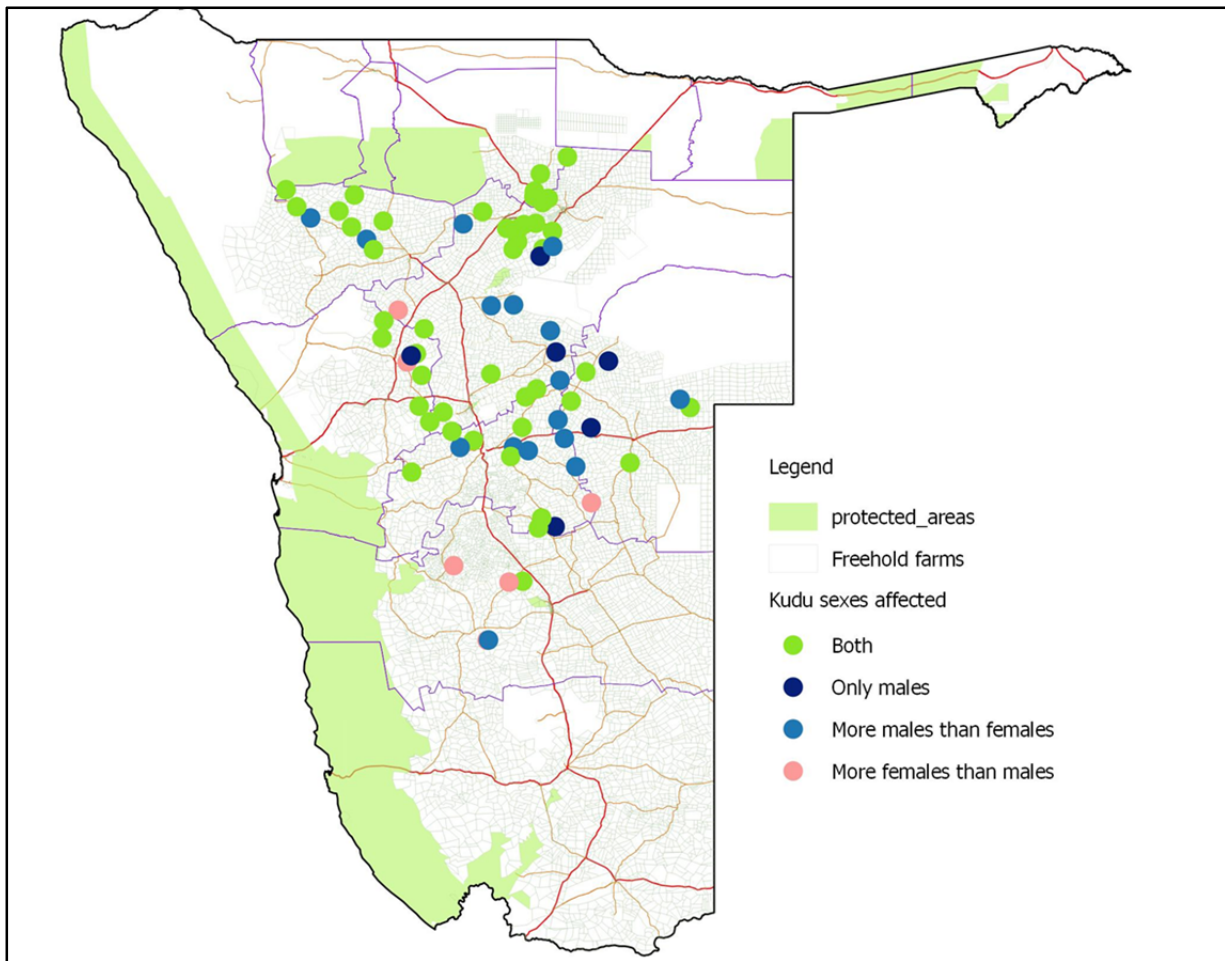 Legend
protected_areas
Freehold farms
Kudu sexes affected
Both
Only males
More males than females
More females than males